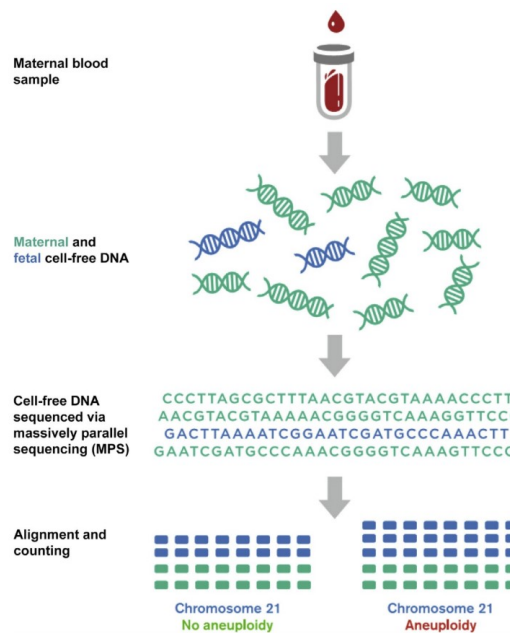 Maternal blood
sample
Maternal and
fetal cell-free DNA
Cell-free DNA
sequenced via
massively parallel
sequencing (MPS)
CCCTTAGCGCTTTAACGTACGTAAAACCCTT
AACGTACGTAAAAACGGGGTCAAAGGTTCC
GACTTAAAATCGGAATCGATGCCCAAACTT
GAATCGATGCCCAAACGGGGTCAAAGTTCCC
Alignment and
counting
Chromosome 21
No aneuploidy
Chromosome 21
Aneuploidy